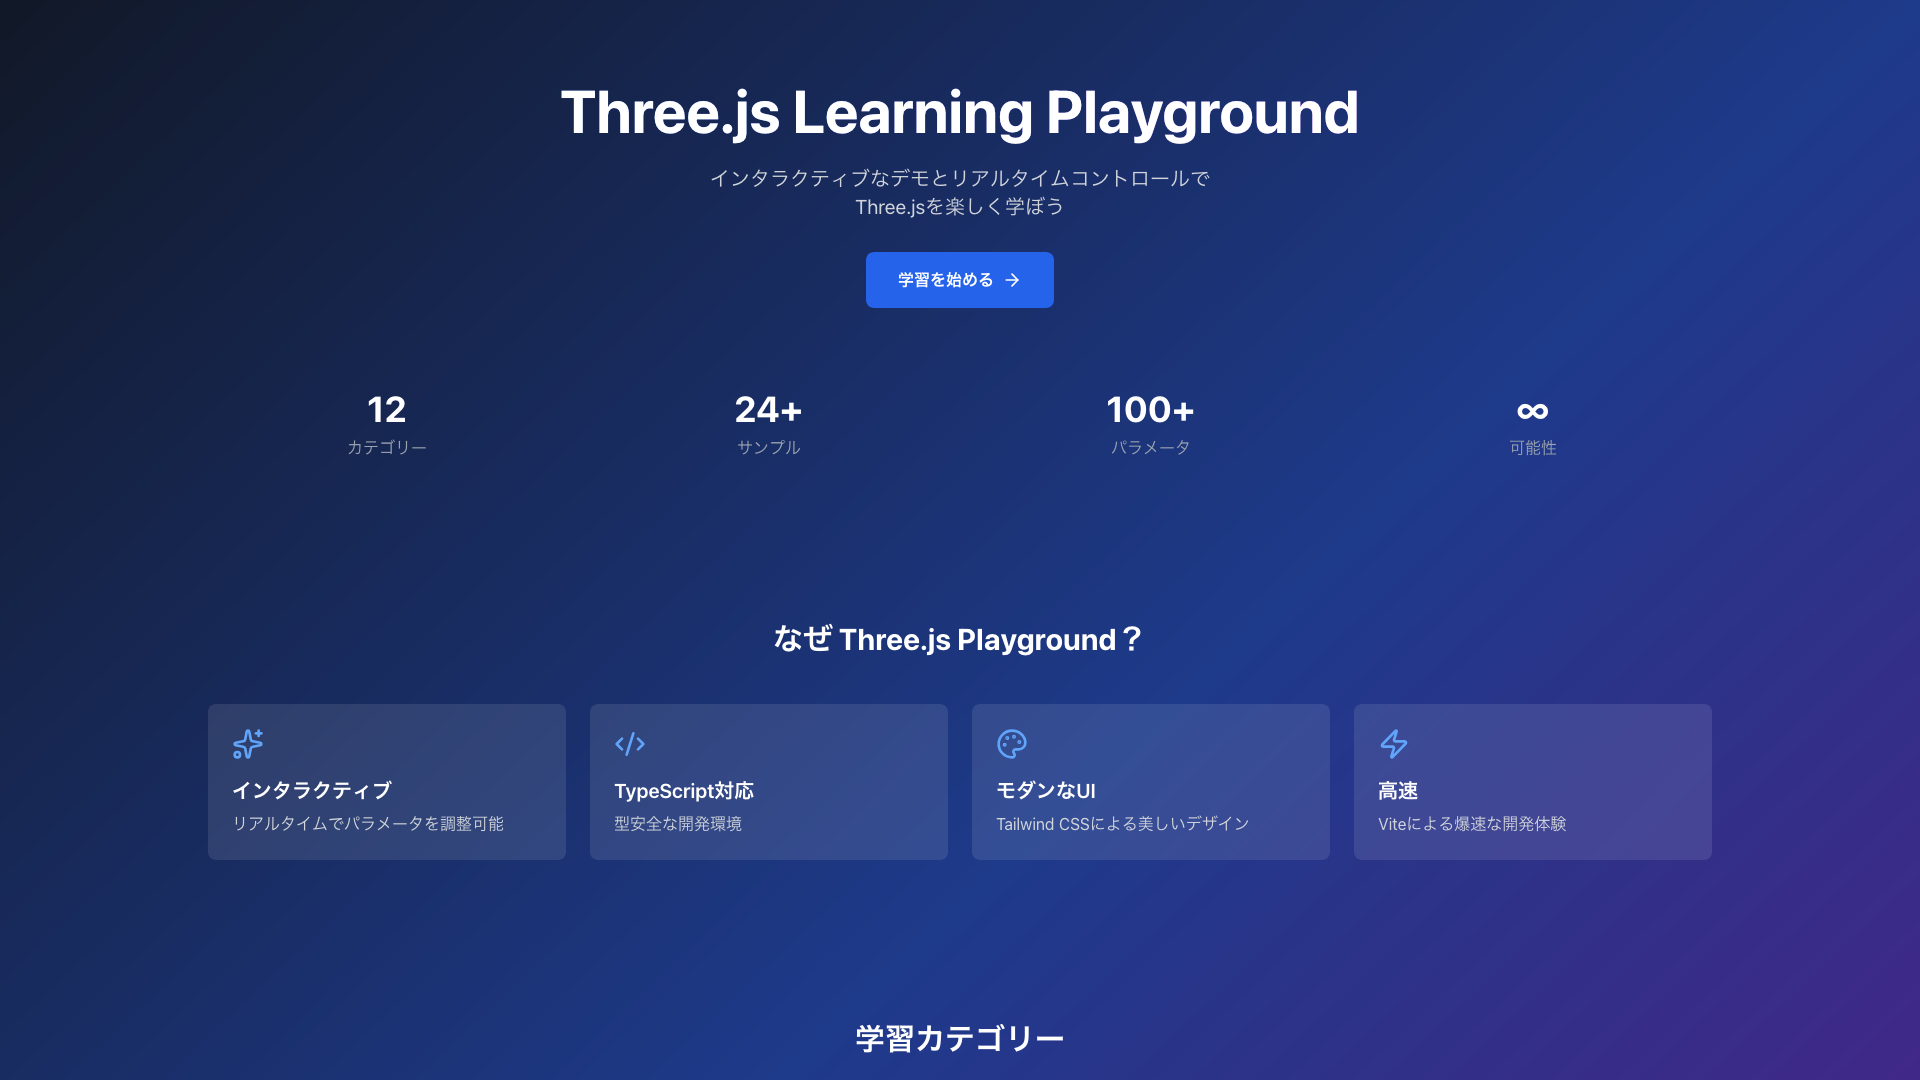 Three.js Learning Playground
インタラクティブなデモとリアルタイムコントロールで
Three.jsを楽しく学ぼう
学習を始める →
12
カテゴリー
24+
サンプル
100+
パラメータ
∞
可能性
なぜ Three.js Playground？
インタラクティブ
リアルタイムでパラメータを調整可能
TypeScript対応
型安全な開発環境
モダンなUI
Tailwind CSSによる美しいデザイン
高速
Viteによる爆速な開発体験
学習カテゴリー